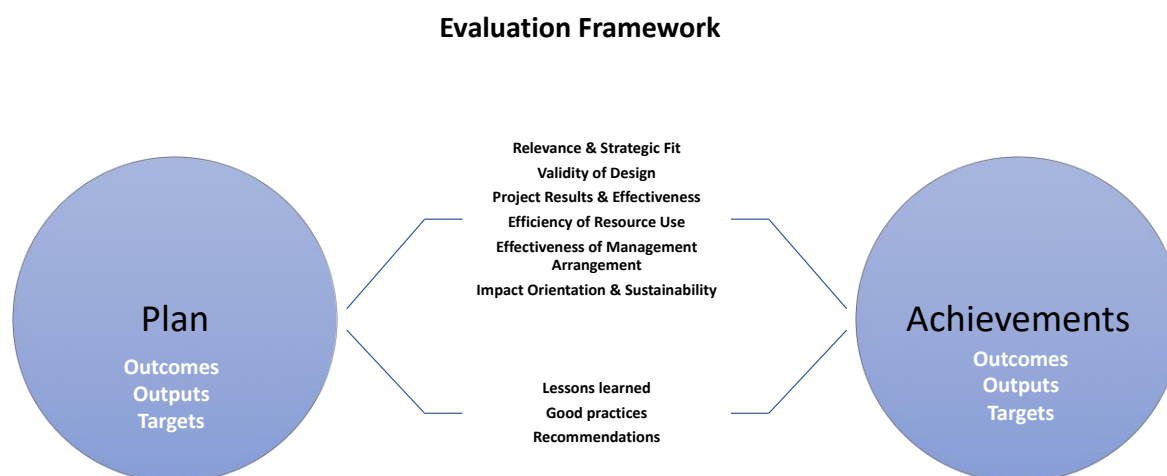 Evaluation Framework
Relevance & Strategic Fit
Validity of Design
Project Results & Effectiveness
Efficiency of Resource Use
Effectiveness of Management
Arrangement
Impact Orientation & Sustainability
Plan
Outcomes
Outputs
Targets
Achievements
Outcomes
Outputs
Targets
Lessons learned
Good practices
Recommendations